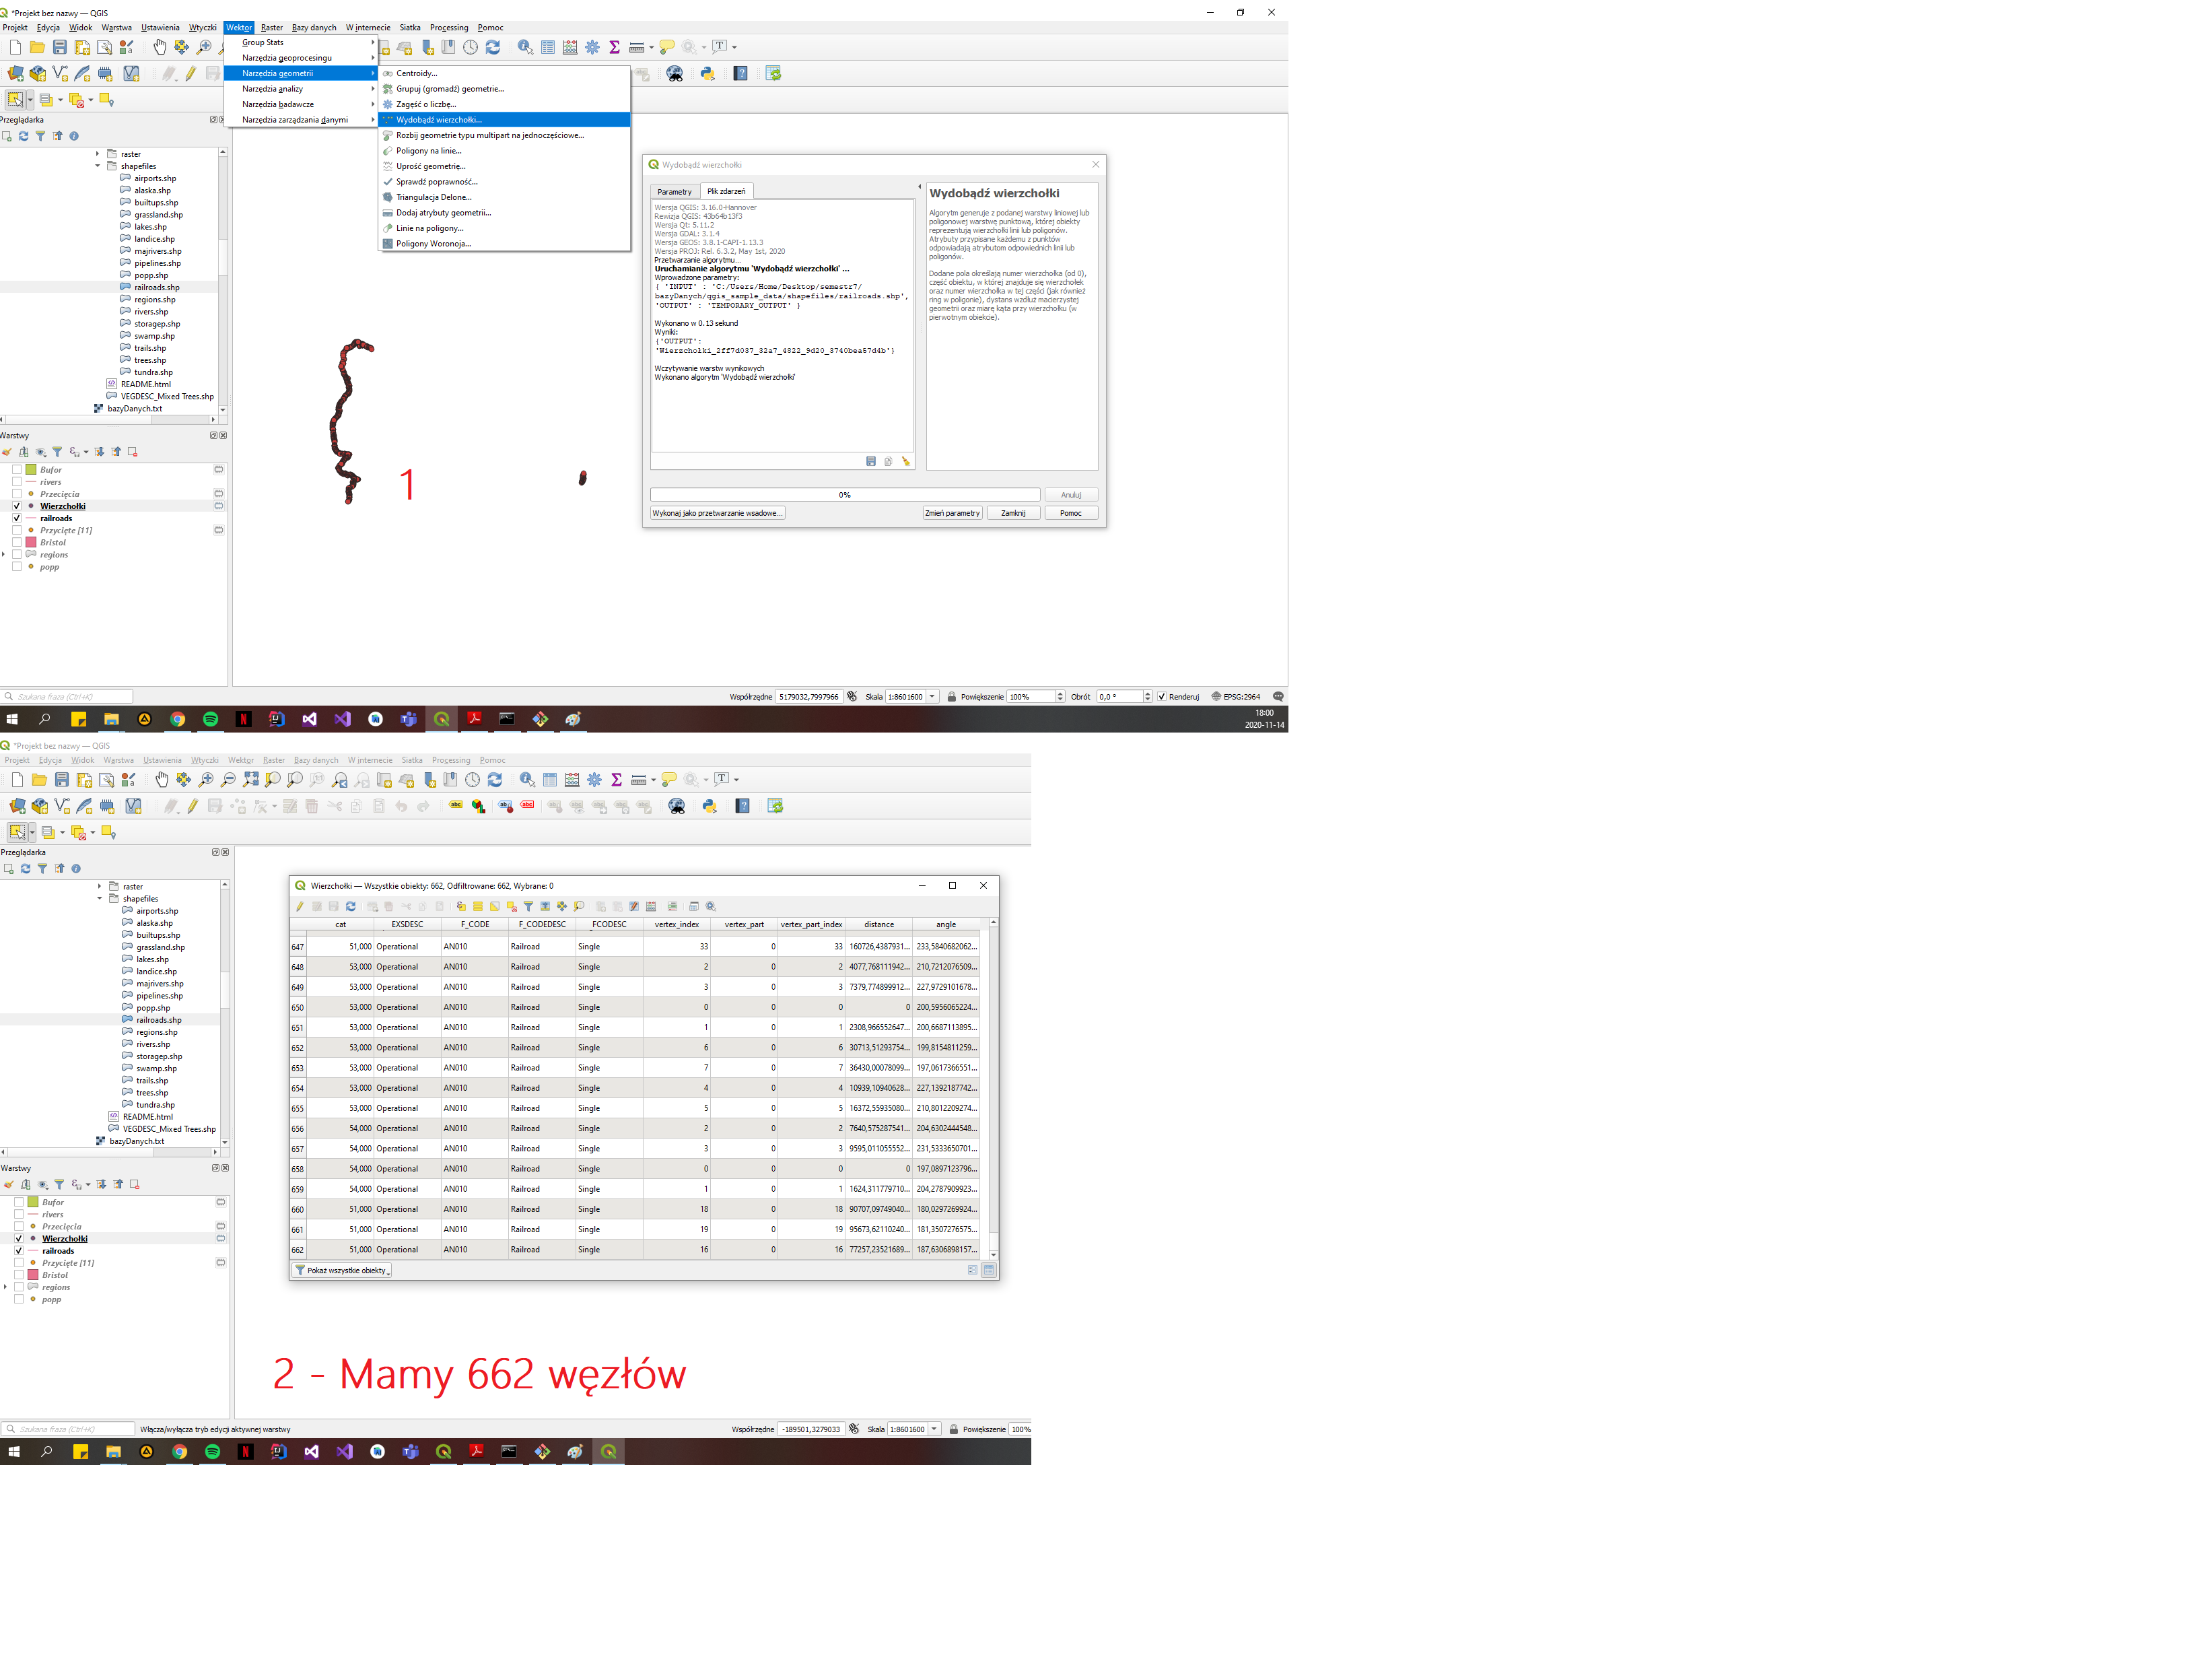 *Projekt bez nazwy — QGIS
Projekt Edycja Widok Warstwa Ustawienia Wtyczki Wektor Raster Bazy danych W internecie Siatka Processing Pomoc
Group Stats
Narzędzia geoprocesingu
Narzędzia geometrii
Narzędzia analizy
Narzędzia badawcze
Narzędzia zarządzania danymi
Centroidy...
Grupuj (gromadź) geometrie...
Zagęść o liczbę...
Wydobądź wierzchołki...
Rozbij geometrie typu multipart na jednoczęściowe...
Poligony na linie...
Uprość geometrię...
Sprawdź poprawność...
Triangulacja Delone...
Dodaj atrybuty geometrii...
Linie na poligony...
Poligony Woronoja...
Przeglądarka
raster
shapefiles
airports.shp
alaska.shp
builtups.shp
grassland.shp
lakes.shp
landice.shp
majrivers.shp
pipelines.shp
popp.shp
railroads.shp
regions.shp
rivers.shp
storagep.shp
swamp.shp
trails.shp
trees.shp
tundra.shp
README.html
VEGDESC_Mixed Trees.shp
bazyDanych.txt
Warstwy
Bufor
rivers
Przecięcia
Wierzchołki
railroads
Przycięte [11]
Bristol
regions
popp
1
Wydobądź wierzchołki
Parametry Plik zdarzeń
Wersja QGIS: 3.16.0-Hannover
Rewizja QGIS: 43b64b13f3
Wersja Qt: 5.11.2
Wersja GDAL: 3.1.4
Wersja GEOS: 3.8.1-CAPI-1.13.3
Wersja PROJ: Rel. 6.3.2, May 1st, 2020
Przetwarzanie algorytmu…
Uruchamianie algorytmu 'Wydobądź wierzchołki' …
Wprowadzone parametry:
{ 'INPUT' : 'C:/Users/Home/Desktop/semestr7/
bazyDanych/qgis_sample_data/shapefiles/railroads.shp',
'OUTPUT' : 'TEMPORARY_OUTPUT' }
Wykonano w 0.13 sekund
Wyniki:
{'OUTPUT':
'Wierzcholki_2ff7d037_32a7_4822_9d20_3740bea57d4b'}
Wczytywanie warstw wynikowych
Wykonano algorytm 'Wydobądź wierzchołki'
Wydobądź wierzchołki
Algorytm generuje z podanej warstwy liniowej lub
poligonowej warstwę punktową, której obiekty
reprezentują wierzchołki linii lub poligonów.
Atrybuty przypisane każdemu z punktów
odpowiadają atrybutom odpowiednich linii lub
poligonów.
Dodane pola określają numer wierzchołka (od 0),
część obiektu, w której znajduje się wierzchołek
oraz numer wierzchołka w tej części (jak również
ring w poligonie), dystans wzdłuż macierzystej
geometrii oraz miarę kąta przy wierzchołku (w
pierwotnym obiekcie).
0% Anuluj
Wykonaj jako przetwarzanie wsadowe... Zmień parametry Zamknij Pomoc
Szukana fraza (Ctrl+K) Współrzędne 5179032,7997966 Skala 1:8601600 Powiększenie 100% Obrót 0,0 ° Renderuj EPSG:2964
18:00
2020-11-14
*Projekt bez nazwy — QGIS
Projekt Edycja Widok Warstwa Ustawienia Wtyczki Wektor Raster Bazy danych W internecie Siatka Processing Pomoc
Przeglądarka
raster
shapefiles
airports.shp
alaska.shp
builtups.shp
grassland.shp
lakes.shp
landice.shp
majrivers.shp
pipelines.shp
popp.shp
railroads.shp
regions.shp
rivers.shp
storagep.shp
swamp.shp
trails.shp
trees.shp
tundra.shp
README.html
VEGDESC_Mixed Trees.shp
bazyDanych.txt
Warstwy
Bufor
rivers
Przecięcia
Wierzchołki
railroads
Przycięte [11]
Bristol
regions
popp
Wierzchołki — Wszystkie obiekty: 662, Odfiltrowane: 662, Wybrane: 0
cat EXSDESC F_CODE F_CODEDESC FCODESC vertex_index vertex_part vertex_part_index distance angle
647 51,000 Operational AN010 Railroad Single 33 0 33 160726,4387931... 233,5840682062...
648 53,000 Operational AN010 Railroad Single 2 0 2 4077,768111942... 210,7212076509...
649 53,000 Operational AN010 Railroad Single 3 0 3 7379,774899912... 227,9729101678...
650 53,000 Operational AN010 Railroad Single 0 0 0 0 200,5956065224...
651 53,000 Operational AN010 Railroad Single 1 0 1 2308,966552647... 200,6687113895...
652 53,000 Operational AN010 Railroad Single 6 0 6 30713,51293754... 199,8154811259...
653 53,000 Operational AN010 Railroad Single 7 0 7 36430,00078099... 197,0617366551...
654 53,000 Operational AN010 Railroad Single 4 0 4 10939,10940628... 227,1392187742...
655 53,000 Operational AN010 Railroad Single 5 0 5 16372,55935080... 210,8012209274...
656 54,000 Operational AN010 Railroad Single 2 0 2 7640,575287541... 204,6302444548...
657 54,000 Operational AN010 Railroad Single 3 0 3 9595,011055552... 231,5333650701...
658 54,000 Operational AN010 Railroad Single 0 0 0 0 197,0897123796...
659 54,000 Operational AN010 Railroad Single 1 0 1 1624,311779710... 204,2787909923...
660 51,000 Operational AN010 Railroad Single 18 0 18 90707,09749040... 180,0297269924...
661 51,000 Operational AN010 Railroad Single 19 0 19 95673,62110240... 181,3507276575...
662 51,000 Operational AN010 Railroad Single 16 0 16 77257,23521689... 187,6306898157...
Pokaż wszystkie obiekty
2 - Mamy 662 węzłów
Szukana fraza (Ctrl+K) Włącza/wyłącza tryb edycji aktywnej warstwy Współrzędne -189501,3279033 Skala 1:8601600 Powiększenie 100%